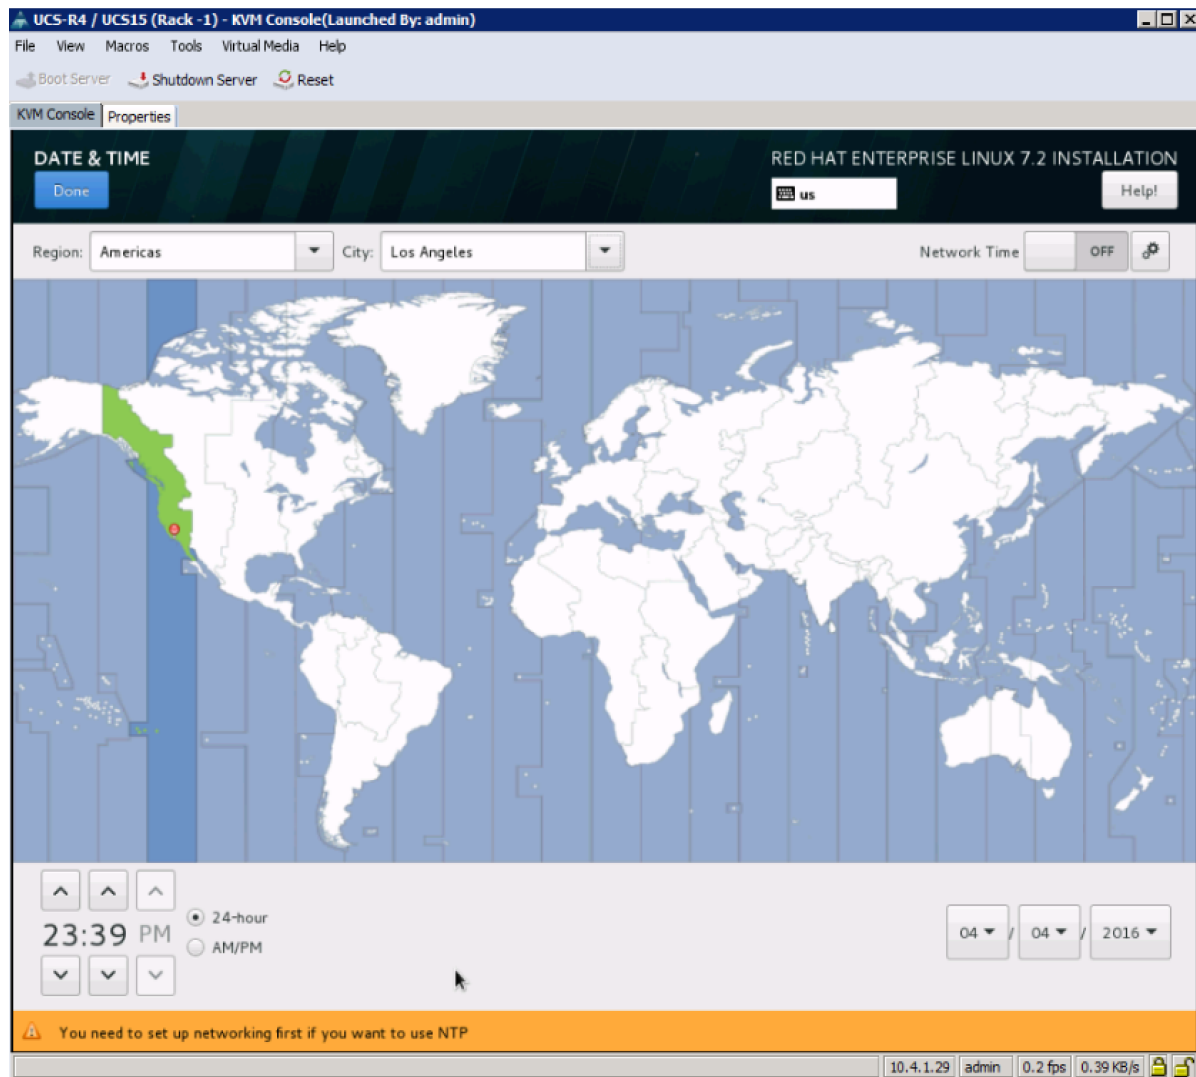 UCS-R4 / UCS15 (Rack -1) - KVM Console(Launched By: admin)
File View Macros Tools Virtual Media Help
Boot Server Shutdown Server Reset
KVM Console Properties
DATE & TIME
RED HAT ENTERPRISE LINUX 7.2 INSTALLATION
Done
us
Help!
Region: Americas City: Los Angeles Network Time OFF
24-hour
23:39 PM
AM/PM
04 / 04 / 2016
You need to set up networking first if you want to use NTP
10.4.1.29 admin 0.2 fps 0.39 KB/s